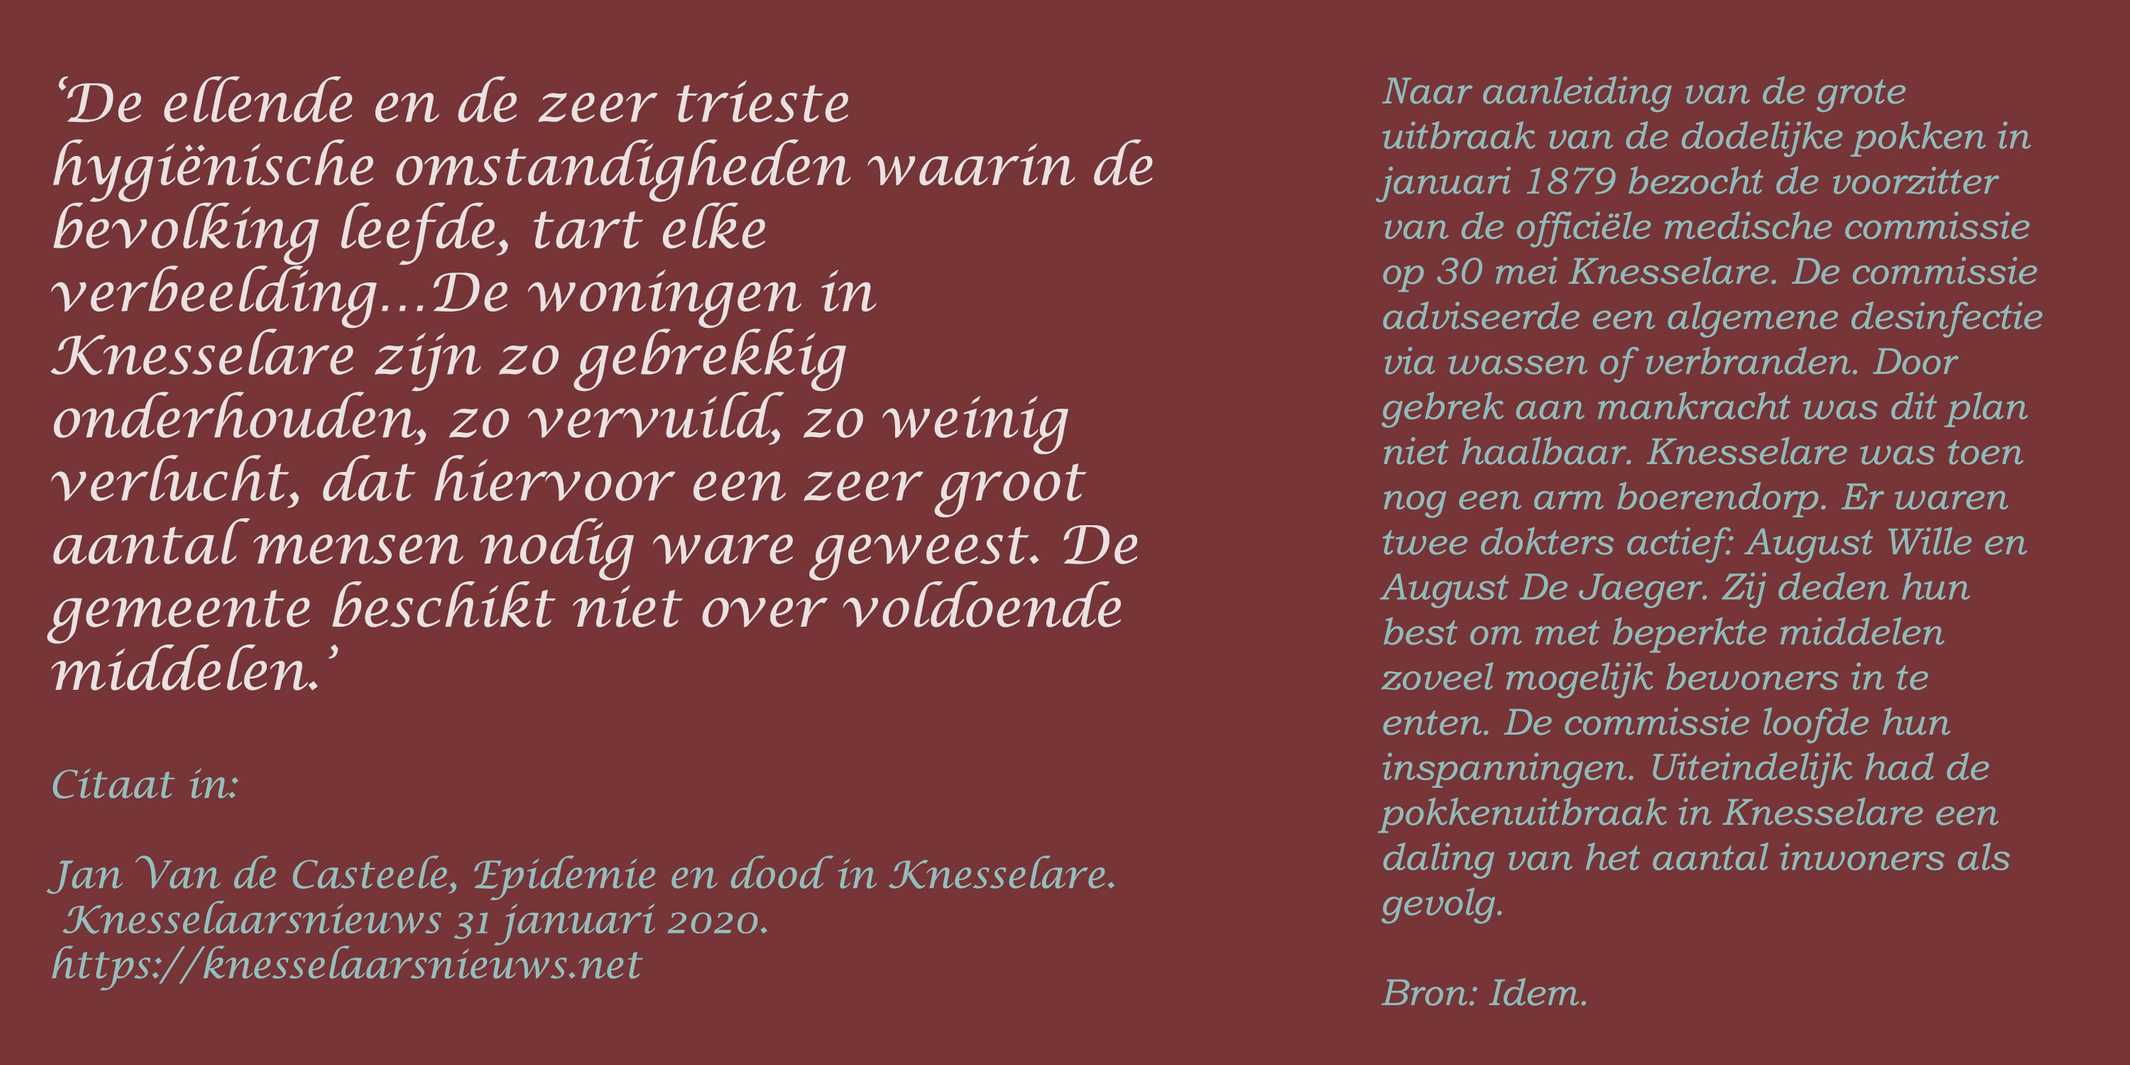 ‘De ellende en de zeer trieste
hygiënische omstandigheden waarin de
bevolking leefde, tart elke
verbeelding…De woningen in
Knesselare zijn zo gebrekkig
onderhouden, zo vervuild, zo weinig
verlucht, dat hiervoor een zeer groot
aantal mensen nodig ware geweest. De
gemeente beschikt niet over voldoende
middelen.’
Citaat in:
Jan Van de Casteele, Epidemie en dood in Knesselare.
Knesselaarsnieuws 31 januari 2020.
https://knesselaarsnieuws.net
Naar aanleiding van de grote
uitbraak van de dodelijke pokken in
januari 1879 bezocht de voorzitter
van de officiële medische commissie
op 30 mei Knesselare. De commissie
adviseerde een algemene desinfectie
via wassen of verbranden. Door
gebrek aan mankracht was dit plan
niet haalbaar. Knesselare was toen
nog een arm boerendorp. Er waren
twee dokters actief: August Wille en
August De Jaeger. Zij deden hun
best om met beperkte middelen
zoveel mogelijk bewoners in te
enten. De commissie loofde hun
inspanningen. Uiteindelijk had de
pokkenuitbraak in Knesselare een
daling van het aantal inwoners als
gevolg.
Bron: Idem.